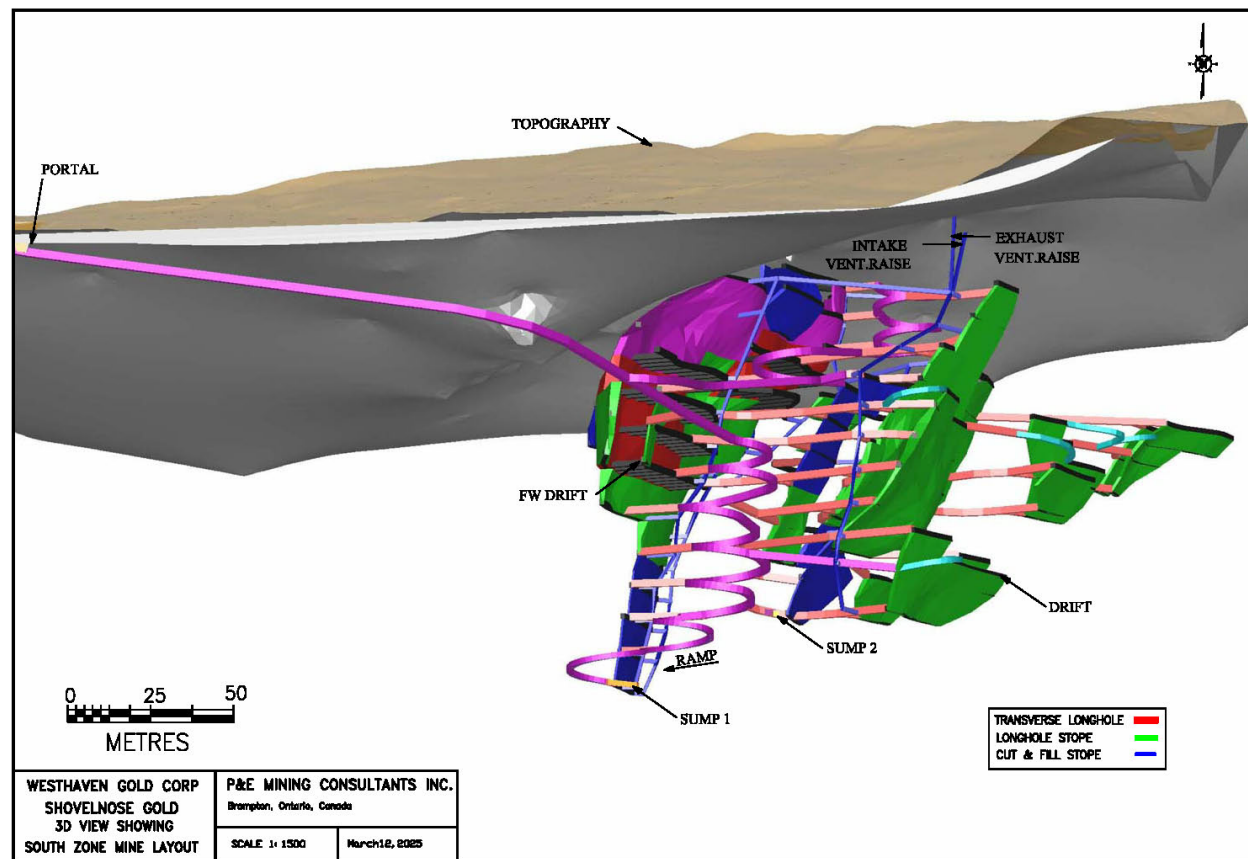 TOPOGRAPHY
PORTAL
INTAKE
VENT.RAISE
EXHAUST
VENT.RAISE
FW DRIFT
DRIFT
SUMP 2
RAMP
SUMP 1
0 25 50
METRES
TRANSVERSE LONGHOLE
LONGHOLE STOPE
CUT & FILL STOPE
WESTHAVEN GOLD CORP
SHOVELNOSE GOLD
3D VIEW SHOWING
SOUTH ZONE MINE LAYOUT
P&E MINING CONSULTANTS INC.
Brampton, Ontario, Canada
SCALE 1: 1500
March12,2025